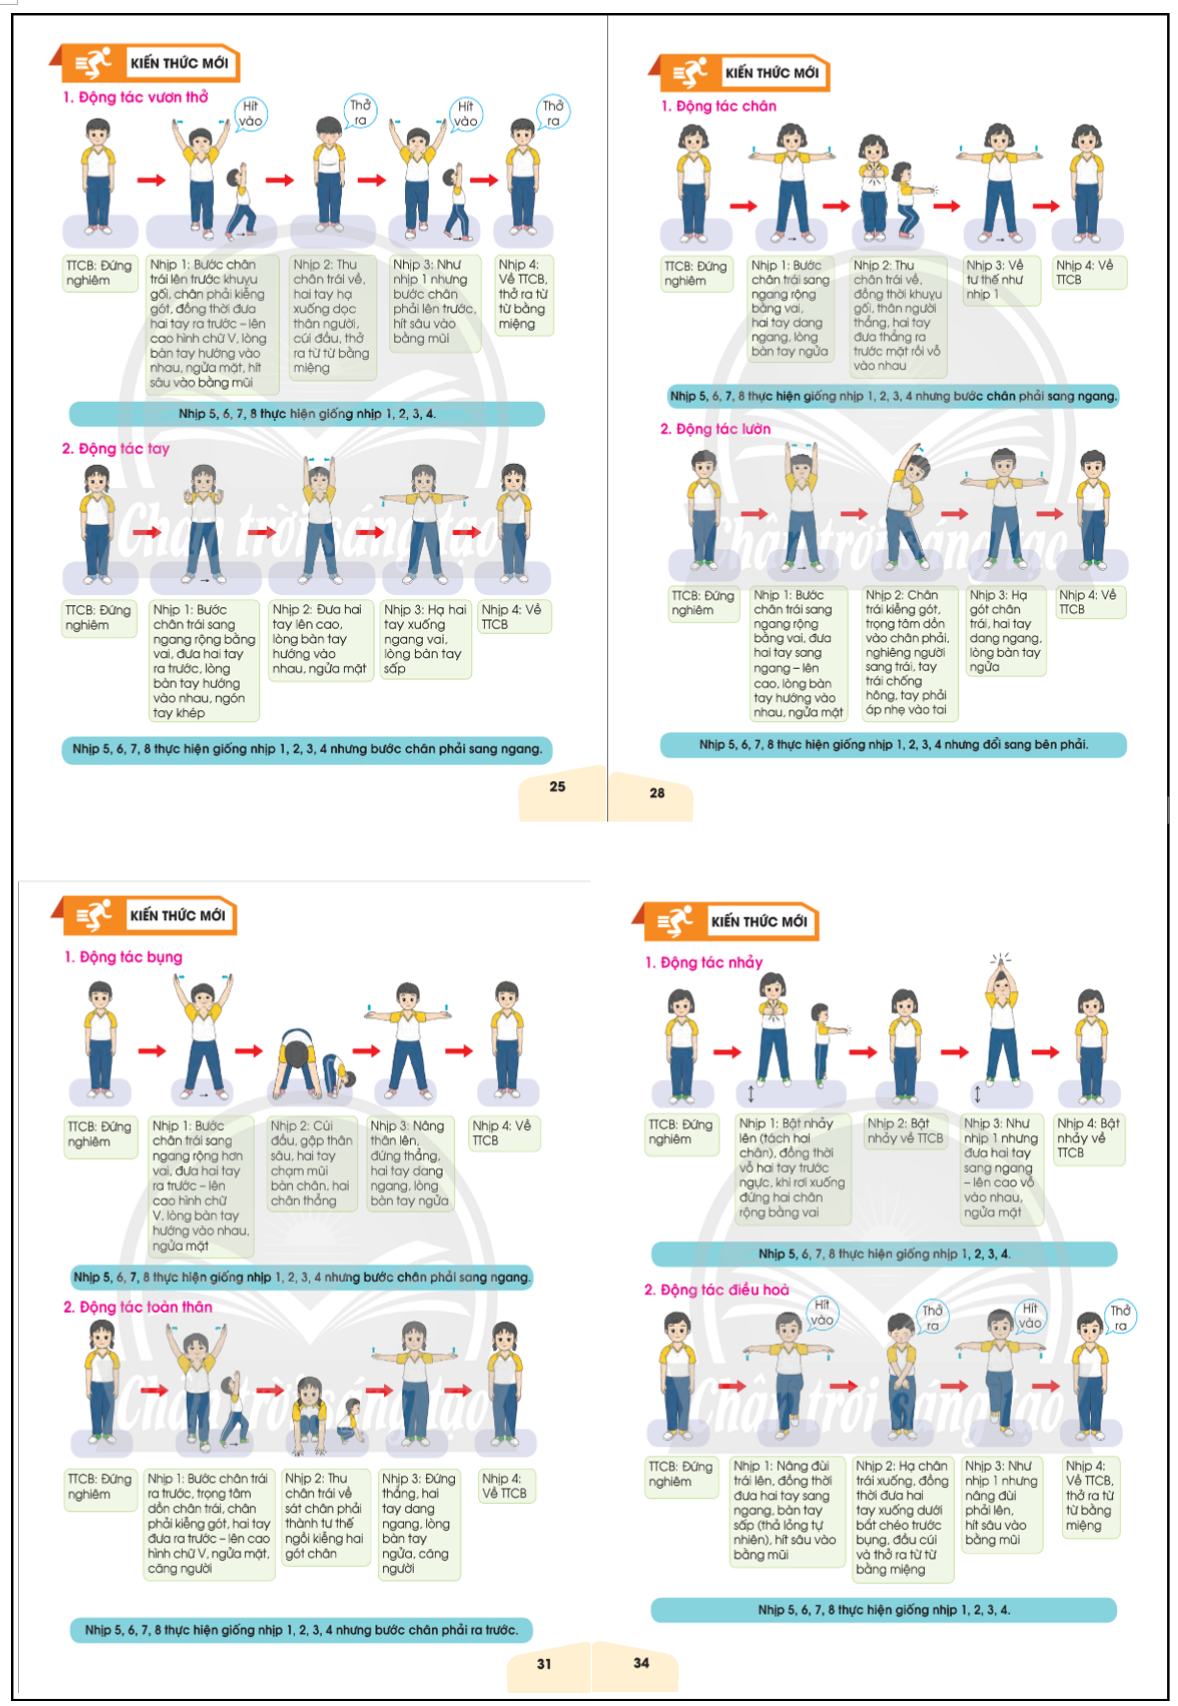 KIẾN THỨC MỚI
1. Động tác vươn thở
Hít
vào
Thở
ra
Hít
vào
Thở
ra
TTCB: Đứng
nghiêm
Nhịp 1: Bước chân
trái lên trước khuỵu
gối, chân phải kiễng
gót, đồng thời đưa
hai tay ra trước – lên
cao hình chữ V, lòng
bàn tay hướng vào
nhau, ngửa mặt, hít
sâu vào bằng mũi
Nhịp 2: Thu
chân trái về,
hai tay hạ
xuống dọc
thân người,
cúi đầu, thở
ra từ từ bằng
miệng
Nhịp 3: Như
nhịp 1 nhưng
bước chân
phải lên trước,
hít sâu vào
bằng mũi
Nhịp 4:
Về TTCB,
thở ra từ
từ bằng
miệng
Nhịp 5, 6, 7, 8 thực hiện giống nhịp 1, 2, 3, 4.
2. Động tác tay
TTCB: Đứng
nghiêm
Nhịp 1: Bước
chân trái sang
ngang rộng bằng
vai, đưa hai tay
ra trước, lòng
bàn tay hướng
vào nhau, ngón
tay khép
Nhịp 2: Đưa hai
tay lên cao,
lòng bàn tay
hướng vào
nhau, ngửa mặt
Nhịp 3: Hạ hai
tay xuống
ngang vai,
lòng bàn tay
sấp
Nhịp 4: Về
TTCB
Nhịp 5, 6, 7, 8 thực hiện giống nhịp 1, 2, 3, 4 nhưng bước chân phải sang ngang.
Chân trời sáng tạo
25
KIẾN THỨC MỚI
1. Động tác chân
TTCB: Đứng
nghiêm
Nhịp 1: Bước
chân trái sang
ngang rộng
bằng vai,
hai tay dang
ngang, lòng
bàn tay ngửa
Nhịp 2: Thu
chân trái về,
đồng thời khuỵu
gối, thân người
thẳng, hai tay
đưa thẳng ra
trước mặt rồi vỗ
vào nhau
Nhịp 3: Về
tư thế như
nhịp 1
Nhịp 4: Về
TTCB
Nhịp 5, 6, 7, 8 thực hiện giống nhịp 1, 2, 3, 4 nhưng bước chân phải sang ngang.
2. Động tác lườn
TTCB: Đứng
nghiêm
Nhịp 1: Bước
chân trái sang
ngang rộng
bằng vai, đưa
hai tay sang
ngang – lên
cao, lòng bàn
tay hướng vào
nhau, ngửa mặt
Nhịp 2: Chân
trái kiễng gót,
trọng tâm dồn
vào chân phải,
nghiêng người
sang trái, tay
trái chống
hông, tay phải
áp nhẹ vào tai
Nhịp 3: Hạ
gót chân
trái, hai tay
dang ngang,
lòng bàn tay
ngửa
Nhịp 4: Về
TTCB
Nhịp 5, 6, 7, 8 thực hiện giống nhịp 1, 2, 3, 4 nhưng đổi sang bên phải.
Chân trời sáng tạo
28
KIẾN THỨC MỚI
1. Động tác bụng
TTCB: Đứng
nghiêm
Nhịp 1: Bước
chân trái sang
ngang rộng hơn
vai, đưa hai tay
ra trước – lên
cao hình chữ
V, lòng bàn tay
hướng vào nhau,
ngửa mặt
Nhịp 2: Cúi
đầu, gập thân
sâu, hai tay
chạm mũi
bàn chân, hai
chân thẳng
Nhịp 3: Nâng
thân lên,
đứng thẳng,
hai tay dang
ngang, lòng
bàn tay ngửa
Nhịp 4: Về
TTCB
Nhịp 5, 6, 7, 8 thực hiện giống nhịp 1, 2, 3, 4 nhưng bước chân phải sang ngang.
2. Động tác toàn thân
TTCB: Đứng
nghiêm
Nhịp 1: Bước chân trái
ra trước, trọng tâm
dồn chân trái, chân
phải kiễng gót, hai tay
đưa ra trước – lên cao
hình chữ V, ngửa mặt,
căng người
Nhịp 2: Thu
chân trái về
sát chân phải
thành tư thế
ngồi kiễng hai
gót chân
Nhịp 3: Đứng
thẳng, hai
tay dang
ngang, lòng
bàn tay
ngửa, căng
người
Nhịp 4:
Về TTCB
Nhịp 5, 6, 7, 8 thực hiện giống nhịp 1, 2, 3, 4 nhưng bước chân phải ra trước.
Chân trời sáng tạo
31
KIẾN THỨC MỚI
1. Động tác nhảy
TTCB: Đứng
nghiêm
Nhịp 1: Bật nhảy
lên (tách hai
chân), đồng thời
vỗ hai tay trước
ngực, khi rơi xuống
đứng hai chân
rộng bằng vai
Nhịp 2: Bật
nhảy về TTCB
Nhịp 3: Như
nhịp 1 nhưng
đưa hai tay
sang ngang
– lên cao vỗ
vào nhau,
ngửa mặt
Nhịp 4: Bật
nhảy về
TTCB
Nhịp 5, 6, 7, 8 thực hiện giống nhịp 1, 2, 3, 4.
2. Động tác điều hoà
Hít
vào
Thở
ra
Hít
vào
Thở
ra
TTCB: Đứng
nghiêm
Nhịp 1: Nâng đùi
trái lên, đồng thời
đưa hai tay sang
ngang, bàn tay
sấp (thả lỏng tự
nhiên), hít sâu vào
bằng mũi
Nhịp 2: Hạ chân
trái xuống, đồng
thời đưa hai
tay xuống dưới
bắt chéo trước
bụng, đầu cúi
và thở ra từ từ
bằng miệng
Nhịp 3: Như
nhịp 1 nhưng
nâng đùi
phải lên,
hít sâu vào
bằng mũi
Nhịp 4:
Về TTCB,
thở ra từ
từ bằng
miệng
Nhịp 5, 6, 7, 8 thực hiện giống nhịp 1, 2, 3, 4.
Chân trời sáng tạo
34